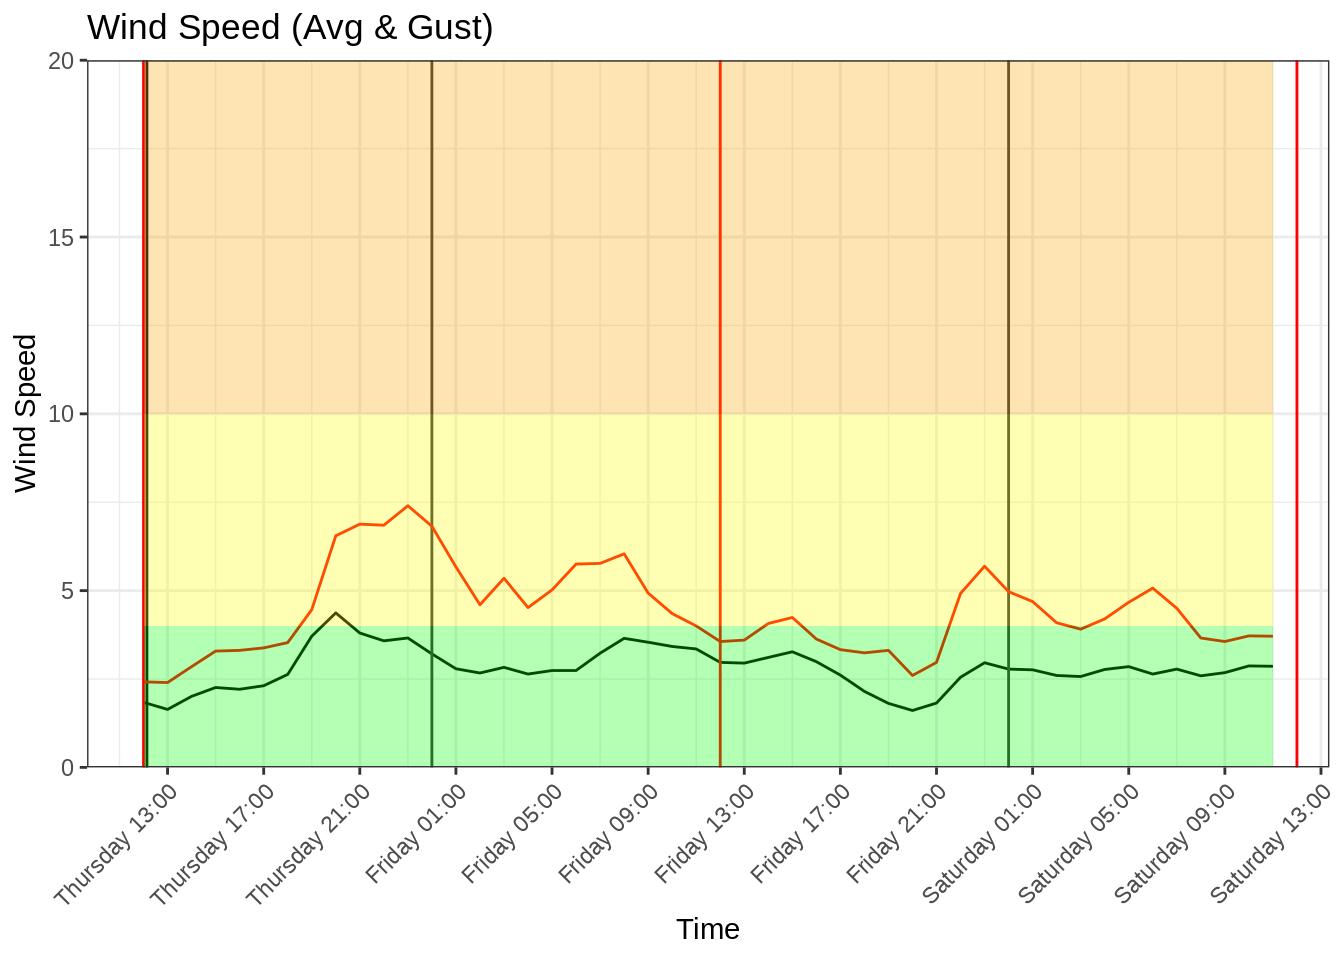 Wind Speed (Avg & Gust)
20
15
10
5
0
Wind Speed
Thursday 13:00
Thursday 17:00
Thursday 21:00
Friday 01:00
Friday 05:00
Friday 09:00
Friday 13:00
Friday 17:00
Friday 21:00
Saturday 01:00
Saturday 05:00
Saturday 09:00
Saturday 13:00
Time